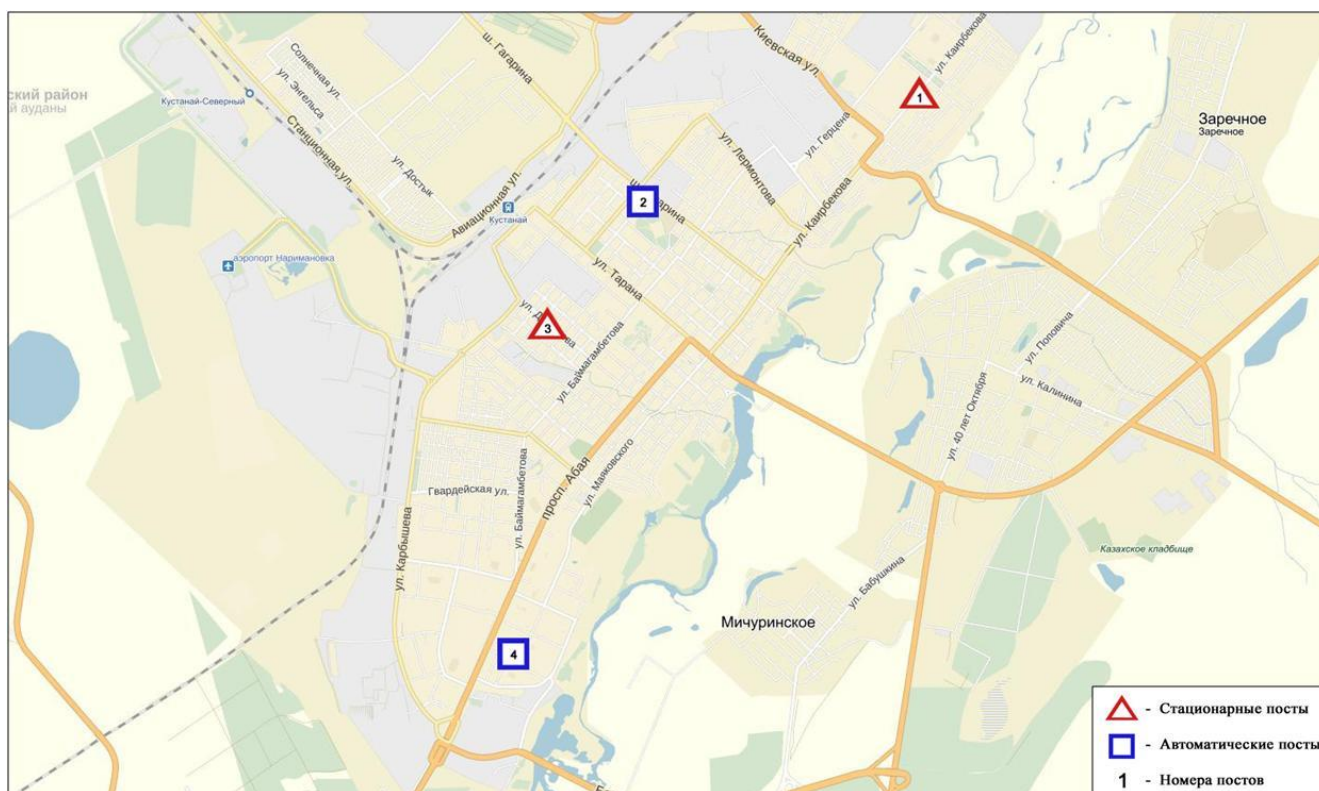 ский район
й ауданы
Кустанай-Северный
Солнечная ул.
ул. Энгельса
Станционная ул.
ул. Достык
ш. Гагарина
Авиационная ул.
Кустанай
аэропорт Наримановка
Киевская ул.
ул. Каирбекова
1
ул. Герцена
ул. Лермонтова
2
ул. Каирбекова
Заречное
Заречное
ул. Тарана
3
ул. Баймагамбетова
ул. Поповича
ул. Калинина
ул. 40 лет Октября
Гвардейская ул.
ул. Баймагамбетова
просп. Абая
ул. Маяковского
ул. Карбышева
Казахское кладбище
ул. Бабушкина
Мичуринское
4
- Стационарные посты
- Автоматические посты
1 - Номера постов